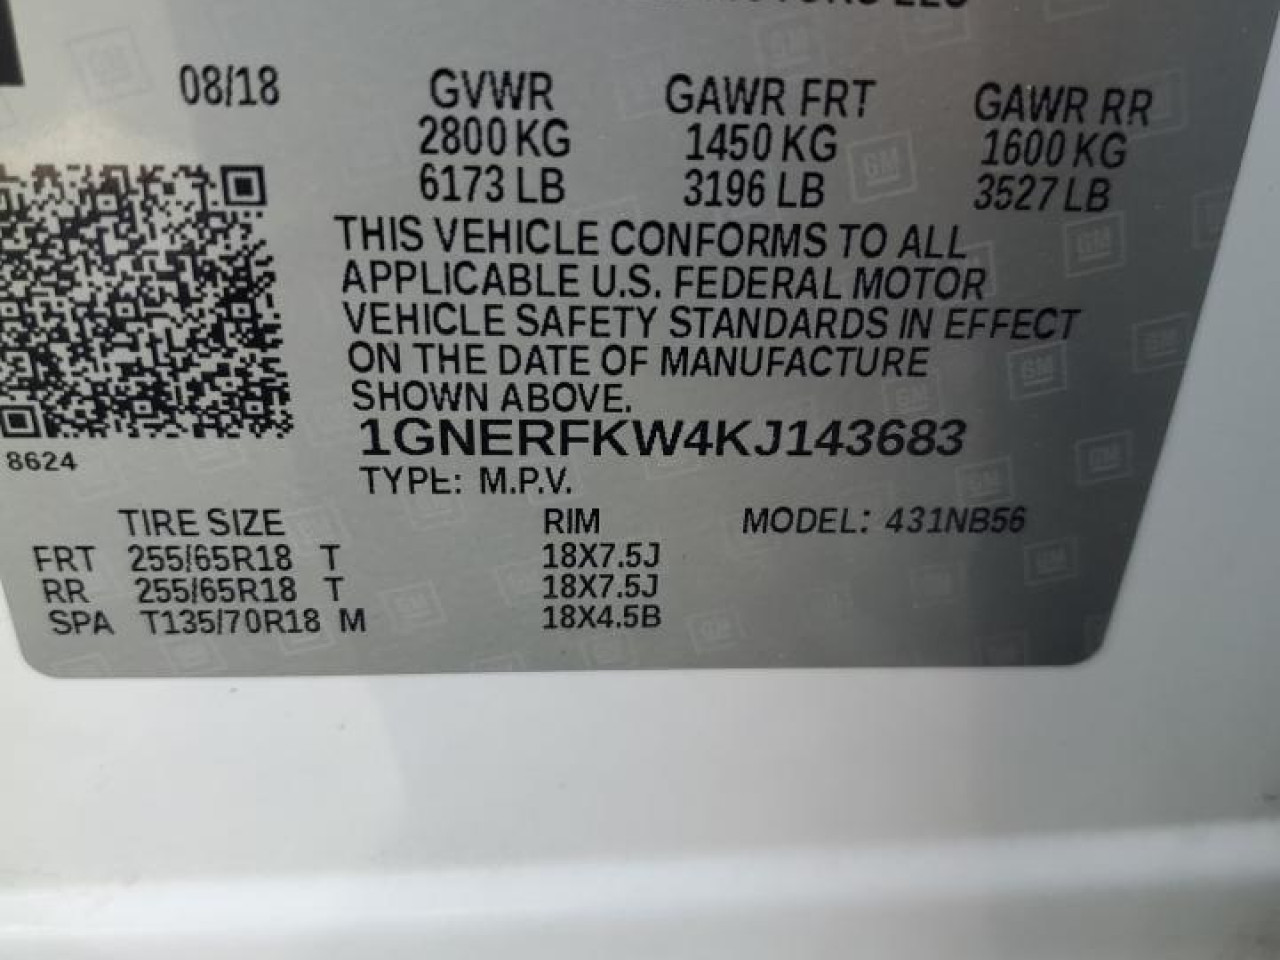 08/18 GVWR GAWR FRT GAWR RR
2800 KG 1450 KG 1600 KG
6173 LB 3196 LB 3527 LB
THIS VEHICLE CONFORMS TO ALL
APPLICABLE U.S. FEDERAL MOTOR
VEHICLE SAFETY STANDARDS IN EFFECT
ON THE DATE OF MANUFACTURE
SHOWN ABOVE.
1GNERFKW4KJ143683
8624
TYPE: M.P.V.
TIRE SIZE RIM MODEL: 431NB56
FRT 255/65R18 T 18X7.5J
RR 255/65R18 T 18X7.5J
SPA T135/70R18 M 18X4.5B